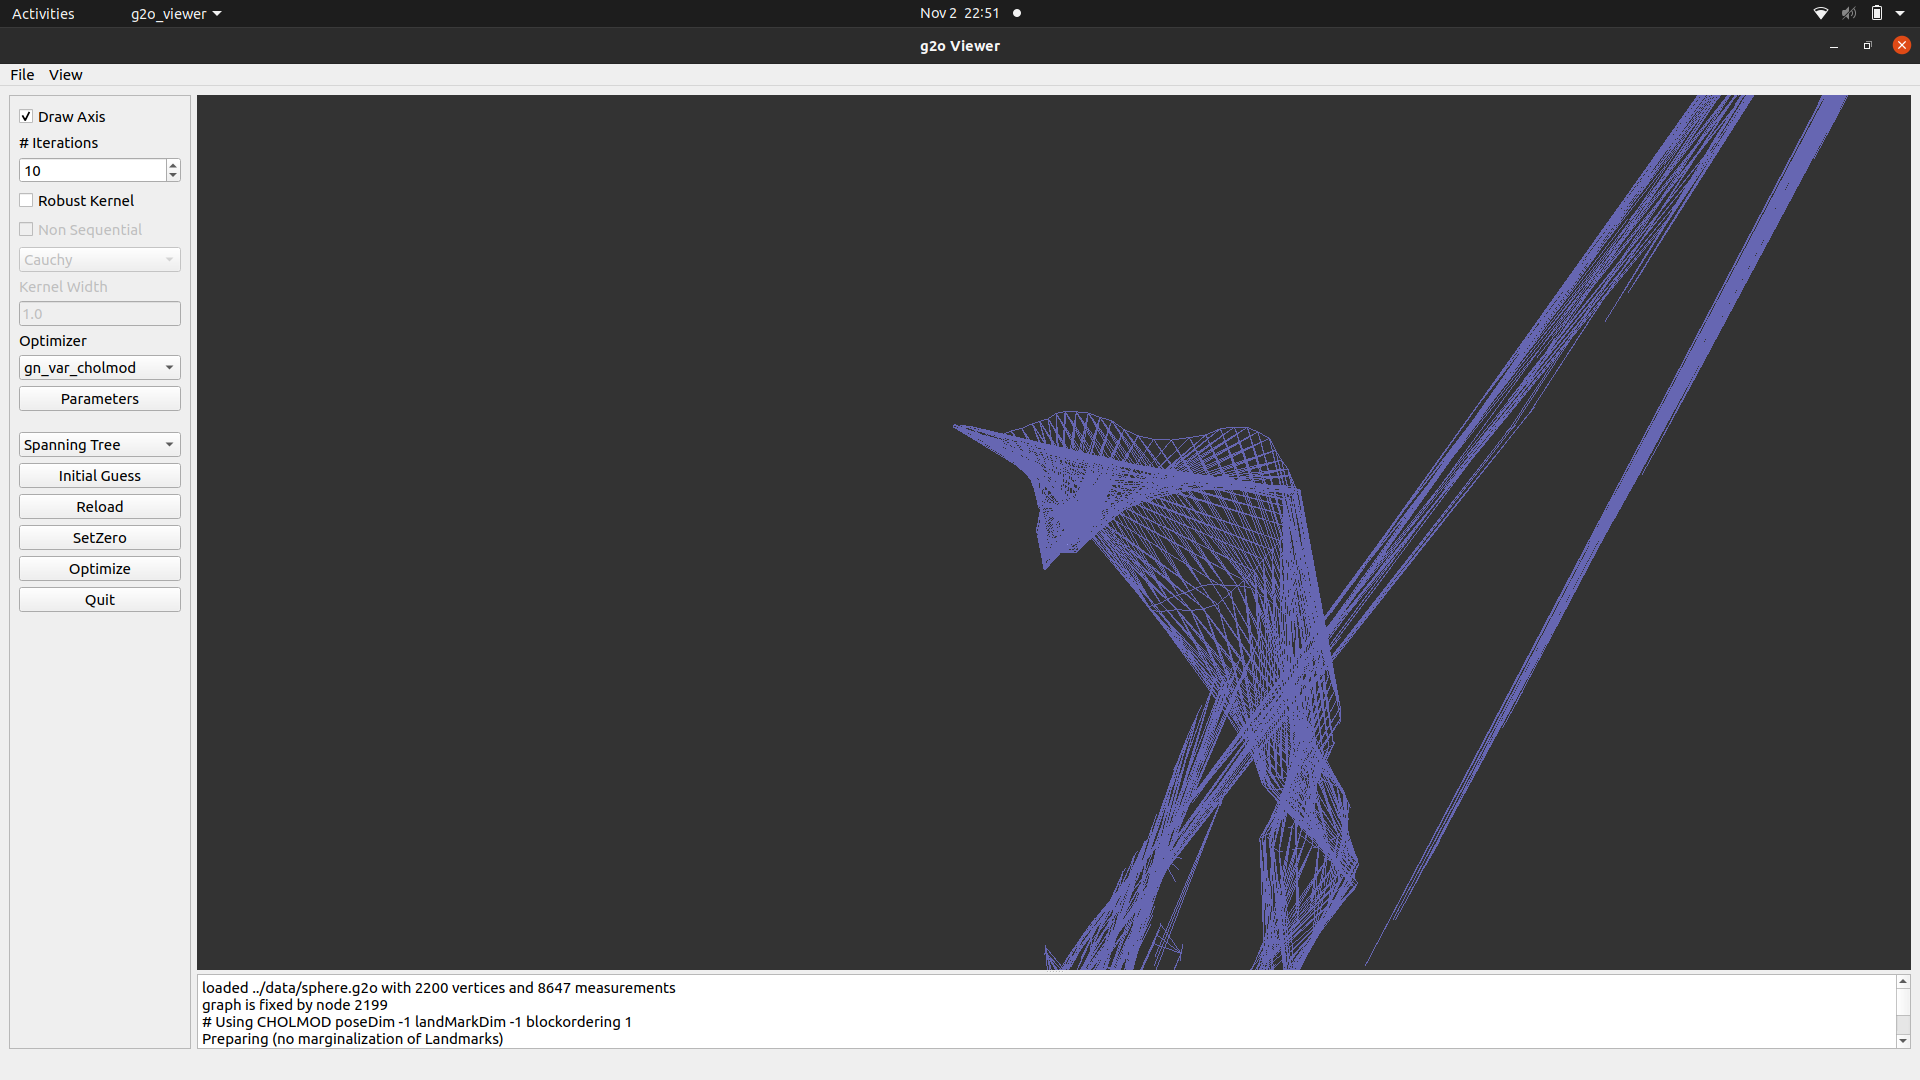 Activities
g2o_viewer
Nov 2 22:51
g2o Viewer
File View
Draw Axis
# Iterations
10
Robust Kernel
Non Sequential
Cauchy
Kernel Width
1.0
Optimizer
gn_var_cholmod
Parameters
Spanning Tree
Initial Guess
Reload
SetZero
Optimize
Quit
loaded ../data/sphere.g2o with 2200 vertices and 8647 measurements
graph is fixed by node 2199
# Using CHOLMOD poseDim -1 landMarkDim -1 blockordering 1
Preparing (no marginalization of Landmarks)